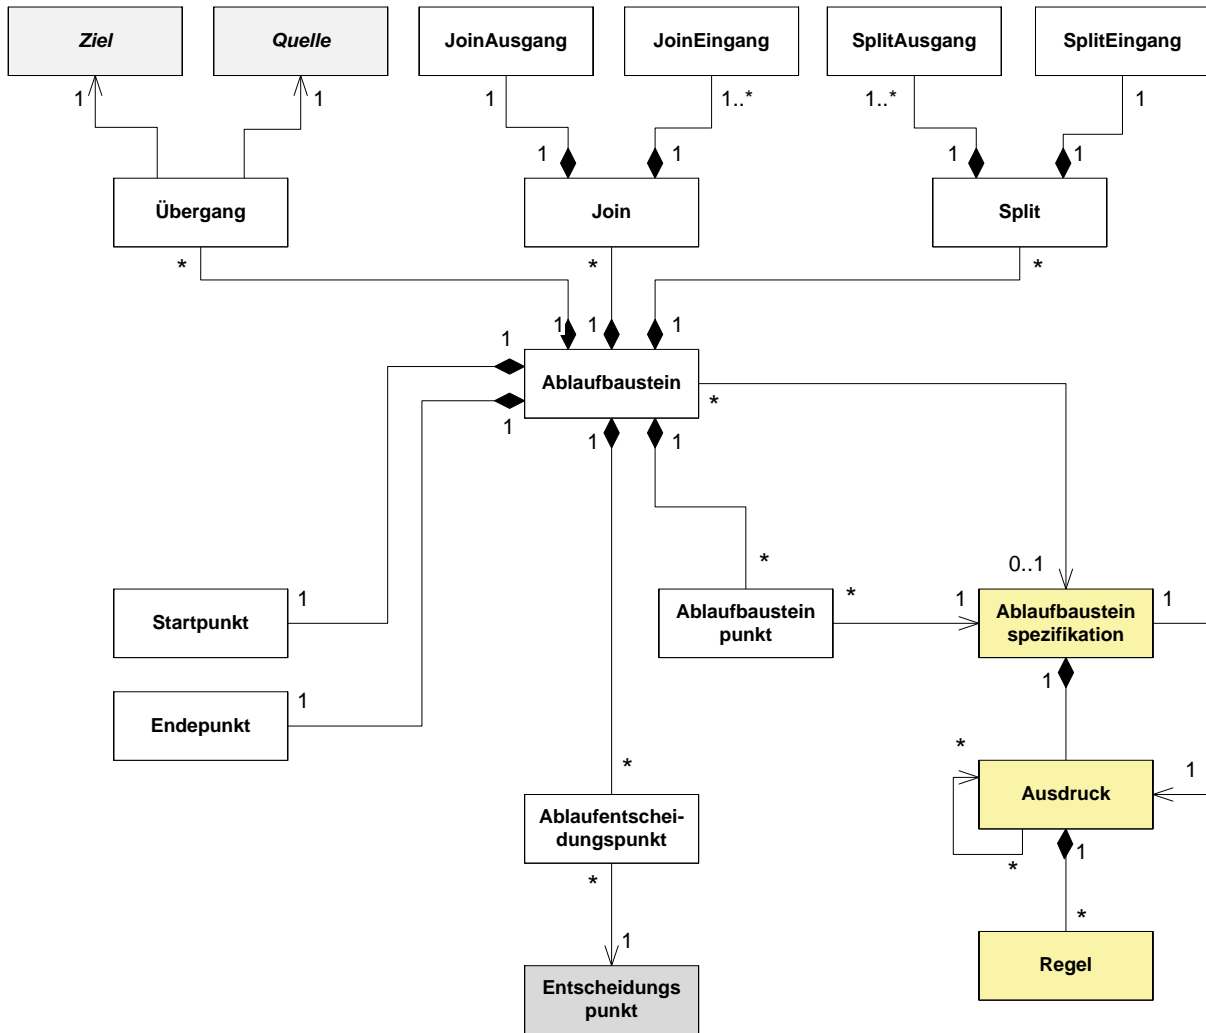 Ziel
Quelle
JoinAusgang
JoinEingang
SplitAusgang
SplitEingang
1
1
1
1..*
1..*
1
1
1
1
1
Übergang
Join
Split
*
*
*
1
1
1
1
Ablaufbaustein
*
1
1
1
*
0..1
1
Startpunkt
Ablaufbaustein
punkt
*
1
Ablaufbaustein
spezifikation
1
1
1
Endepunkt
*
*
Ausdruck
1
*
1
Ablaufentschei-
dungspunkt
*
*
1
Regel
Entscheidungs
punkt